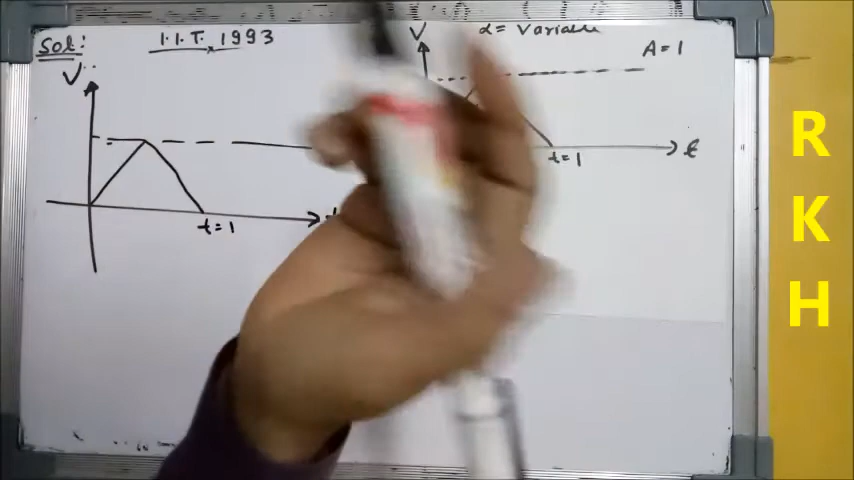 Sol:
I.I.T. 1993
V
t=1
V
α = Variable
A = 1
t=1
t
R
K
H